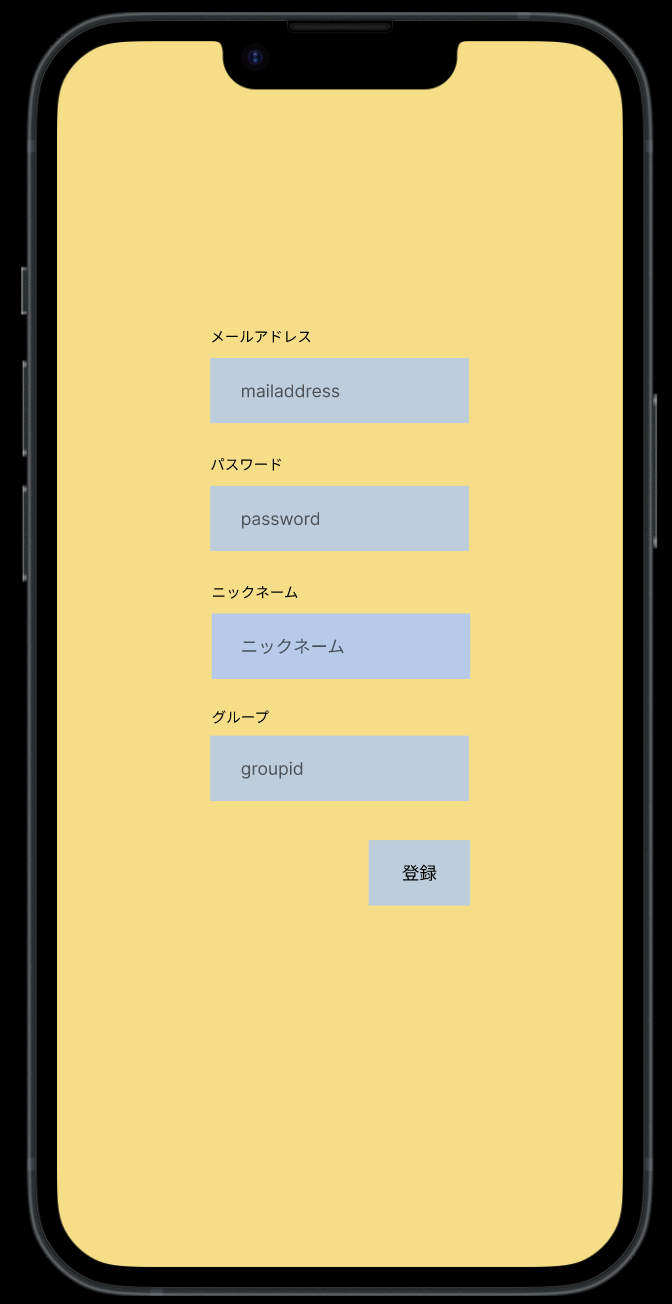 メールアドレス
mailaddress
パスワード
password
ニックネーム
ニックネーム
グループ
groupid
登録